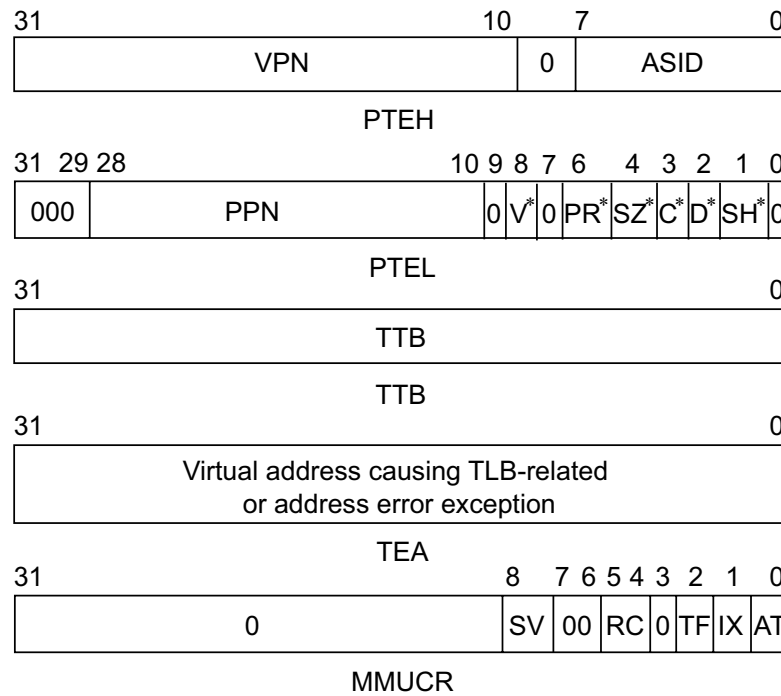 31 10 7 0
VPN 0 ASID
PTEH
31 29 28 10 9 8 7 6 4 3 2 1 0
000 PPN 0 V* 0 PR* SZ* C* D* SH* 0
PTEL
31 0
TTB
TTB
31 0
Virtual address causing TLB-related
or address error exception
TEA
31 8 7 6 5 4 3 2 1 0
0 SV 00 RC 0 TF IX AT
MMUCR